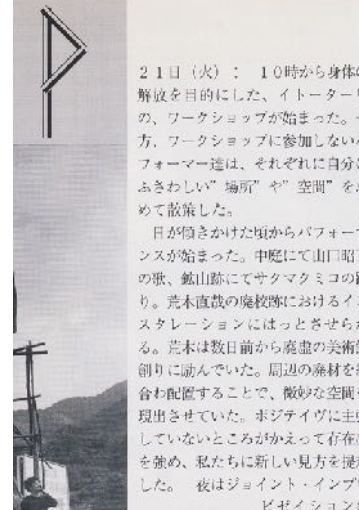 21日（火）： 10時から身体の
解放を目的にした、イトー・ターリ
の、ワークショップが始まった。
方、ワークショップに参加しない
フォーマー達は、それぞれに自分に
ふさわしい”場所”や”空間”を
めて散策した。
日が傾きかけた頃からパフォーマ
ンスが始まった。中庭にて山口昭
の歌、鉱山跡にてサクマクミコの
り。荒木直哉の廃校跡におけるイン
スタレーションにはっとさせら
る。荒木は数日前から廃虚の美術館
創りに励んでいた。周辺の廃材を
合わ配置することで、微妙な空間
現出させていた。ポジテイヴに主
していないところがかえって存在
を強め、私たちに新しい見方を提
した。 夜はジョイント・インプ
ビゼイション